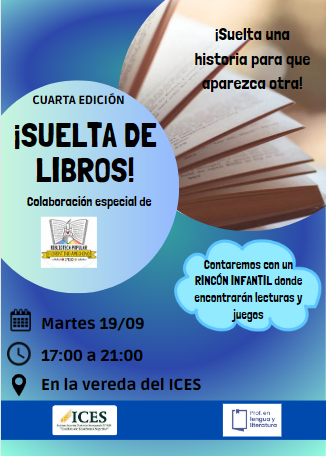 ¡Suelta una
historia para que
aparezca otra!
CUARTA EDICIÓN
¡SUELTA DE
LIBROS!
Colaboración especial de
BIBLIOTECA POPULAR
Contaremos con un
RINCÓN INFANTIL donde
encontrarán lecturas y
juegos
Martes 19/09
17:00 a 21:00
En la vereda del ICES
ICES
Prof. en
lengua y
literatura